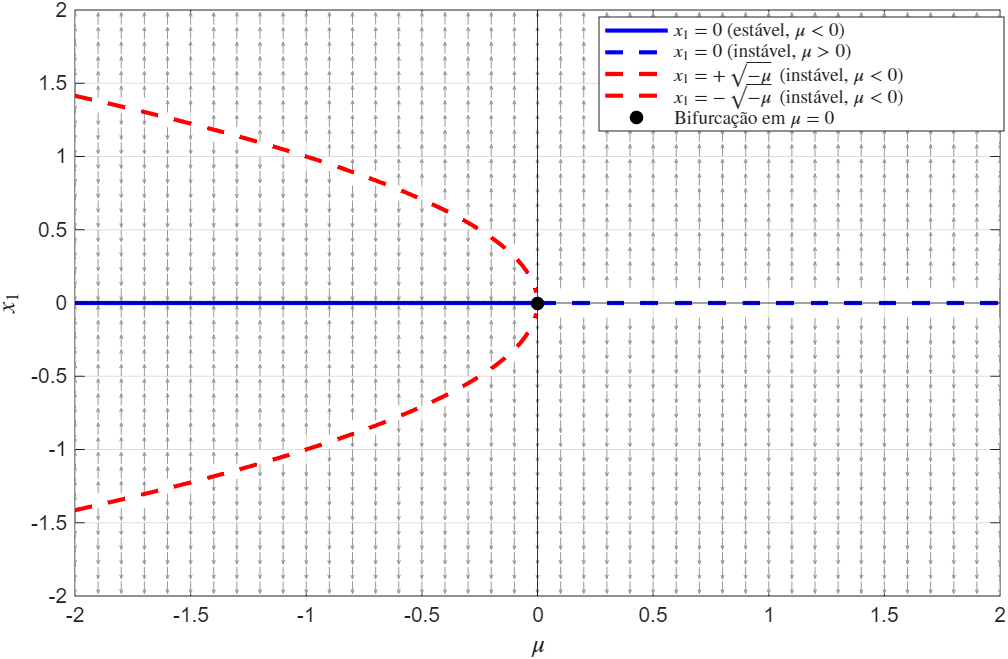 x₁ = 0 (estável, μ < 0)
x₁ = 0 (instável, μ > 0)
x₁ = + √−μ (instável, μ < 0)
x₁ = − √−μ (instável, μ < 0)
Bifurcação em μ = 0
2
1.5
1
0.5
0
-0.5
-1
-1.5
-2
x₁
-2 -1.5 -1 -0.5 0 0.5 1 1.5 2
μ